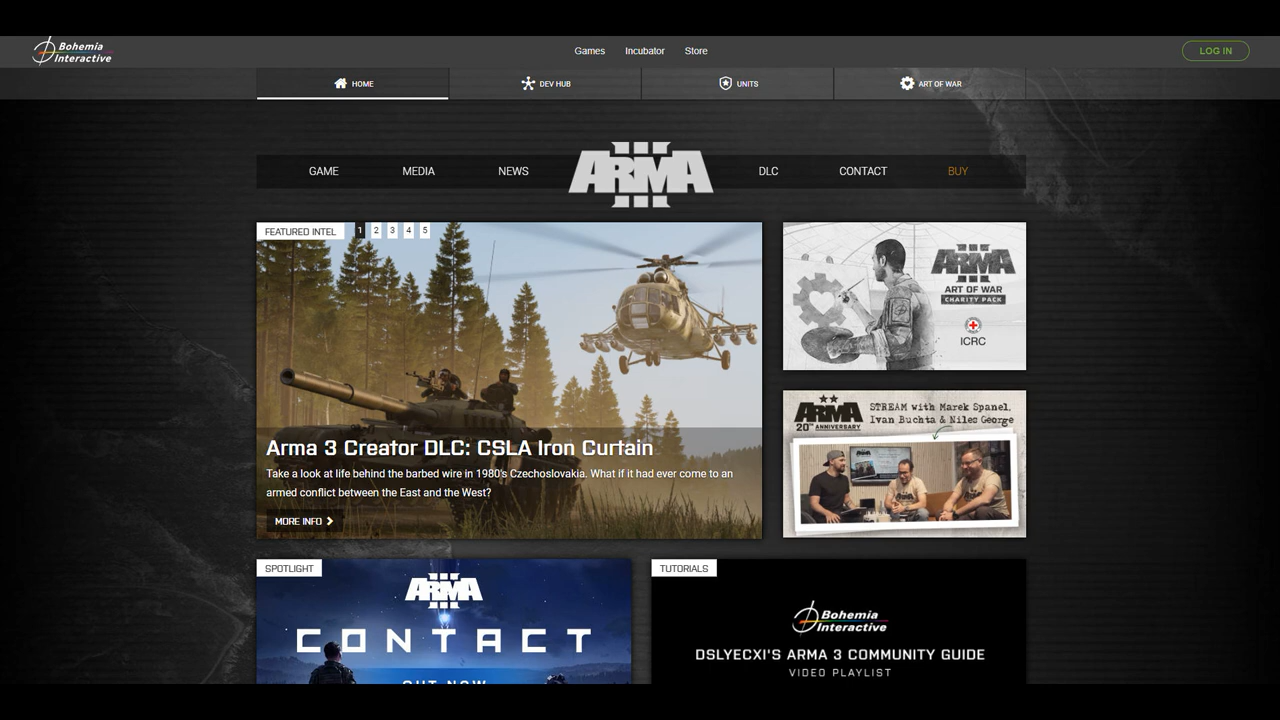 Bohemia
Interactive
Games
Incubator
Store
LOG IN
HOME
DEV HUB
UNITS
ART OF WAR
GAME
MEDIA
NEWS
ARMA
III
DLC
CONTACT
BUY
FEATURED INTEL
1 2 3 4 5
Arma 3 Creator DLC: CSLA Iron Curtain
Take a look at life behind the barbed wire in 1980's Czechoslovakia. What if it had ever come to an
armed conflict between the East and the West?
MORE INFO
ARMA
III
ART OF WAR
CHARITY PACK
ICRC
ARMA
20TH ANNIVERSARY
STREAM with Marek Spanel,
Ivan Buchta & Niles George
SPOTLIGHT
ARMA
III
CONTACT
OUT NOW
TUTORIALS
Bohemia
Interactive
DSLYECXI'S ARMA 3 COMMUNITY GUIDE
VIDEO PLAYLIST